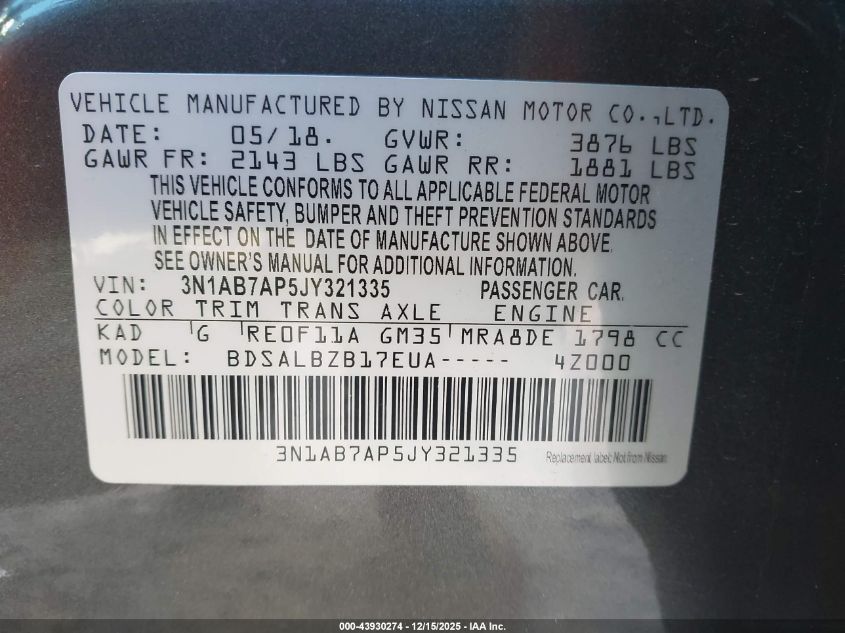 VEHICLE MANUFACTURED BY NISSAN MOTOR CO.,LTD.
DATE: 05/18. GVWR: 3876 LBS
GAWR FR: 2143 LBS GAWR RR: 1881 LBS
THIS VEHICLE CONFORMS TO ALL APPLICABLE FEDERAL MOTOR
VEHICLE SAFETY, BUMPER AND THEFT PREVENTION STANDARDS
IN EFFECT ON THE DATE OF MANUFACTURE SHOWN ABOVE.
SEE OWNER'S MANUAL FOR ADDITIONAL INFORMATION.
VIN: 3N1AB7AP5JY321335 PASSENGER CAR.
COLOR TRIM TRANS AXLE ENGINE
KAD G RE0F11A GM35 MRA8DE 1798 CC
MODEL: BDSALBZB17EUA----- 4Z000
3N1AB7AP5JY321335
Replacement label: Not from Nissan
000-43930274 - 12/15/2025 - IAA Inc.